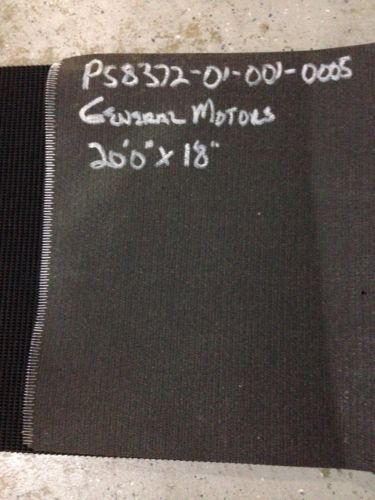 PS8372-01-001-0005
GENERAL MOTORS
20'0" x 18"